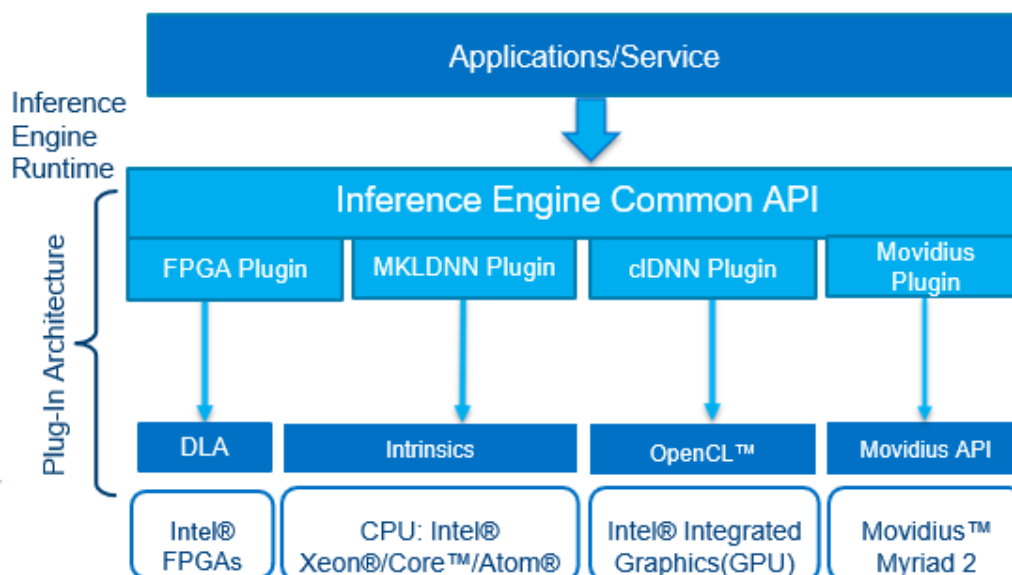 Applications/Service
Inference
Engine
Runtime
Inference Engine Common API
FPGA Plugin
MKLDNN Plugin
clDNN Plugin
Movidius
Plugin
Plug-In Architecture
DLA
Intrinsics
OpenCL™
Movidius API
Intel®
FPGAs
CPU: Intel®
Xeon®/Core™/Atom®
Intel® Integrated
Graphics(GPU)
Movidius™
Myriad 2